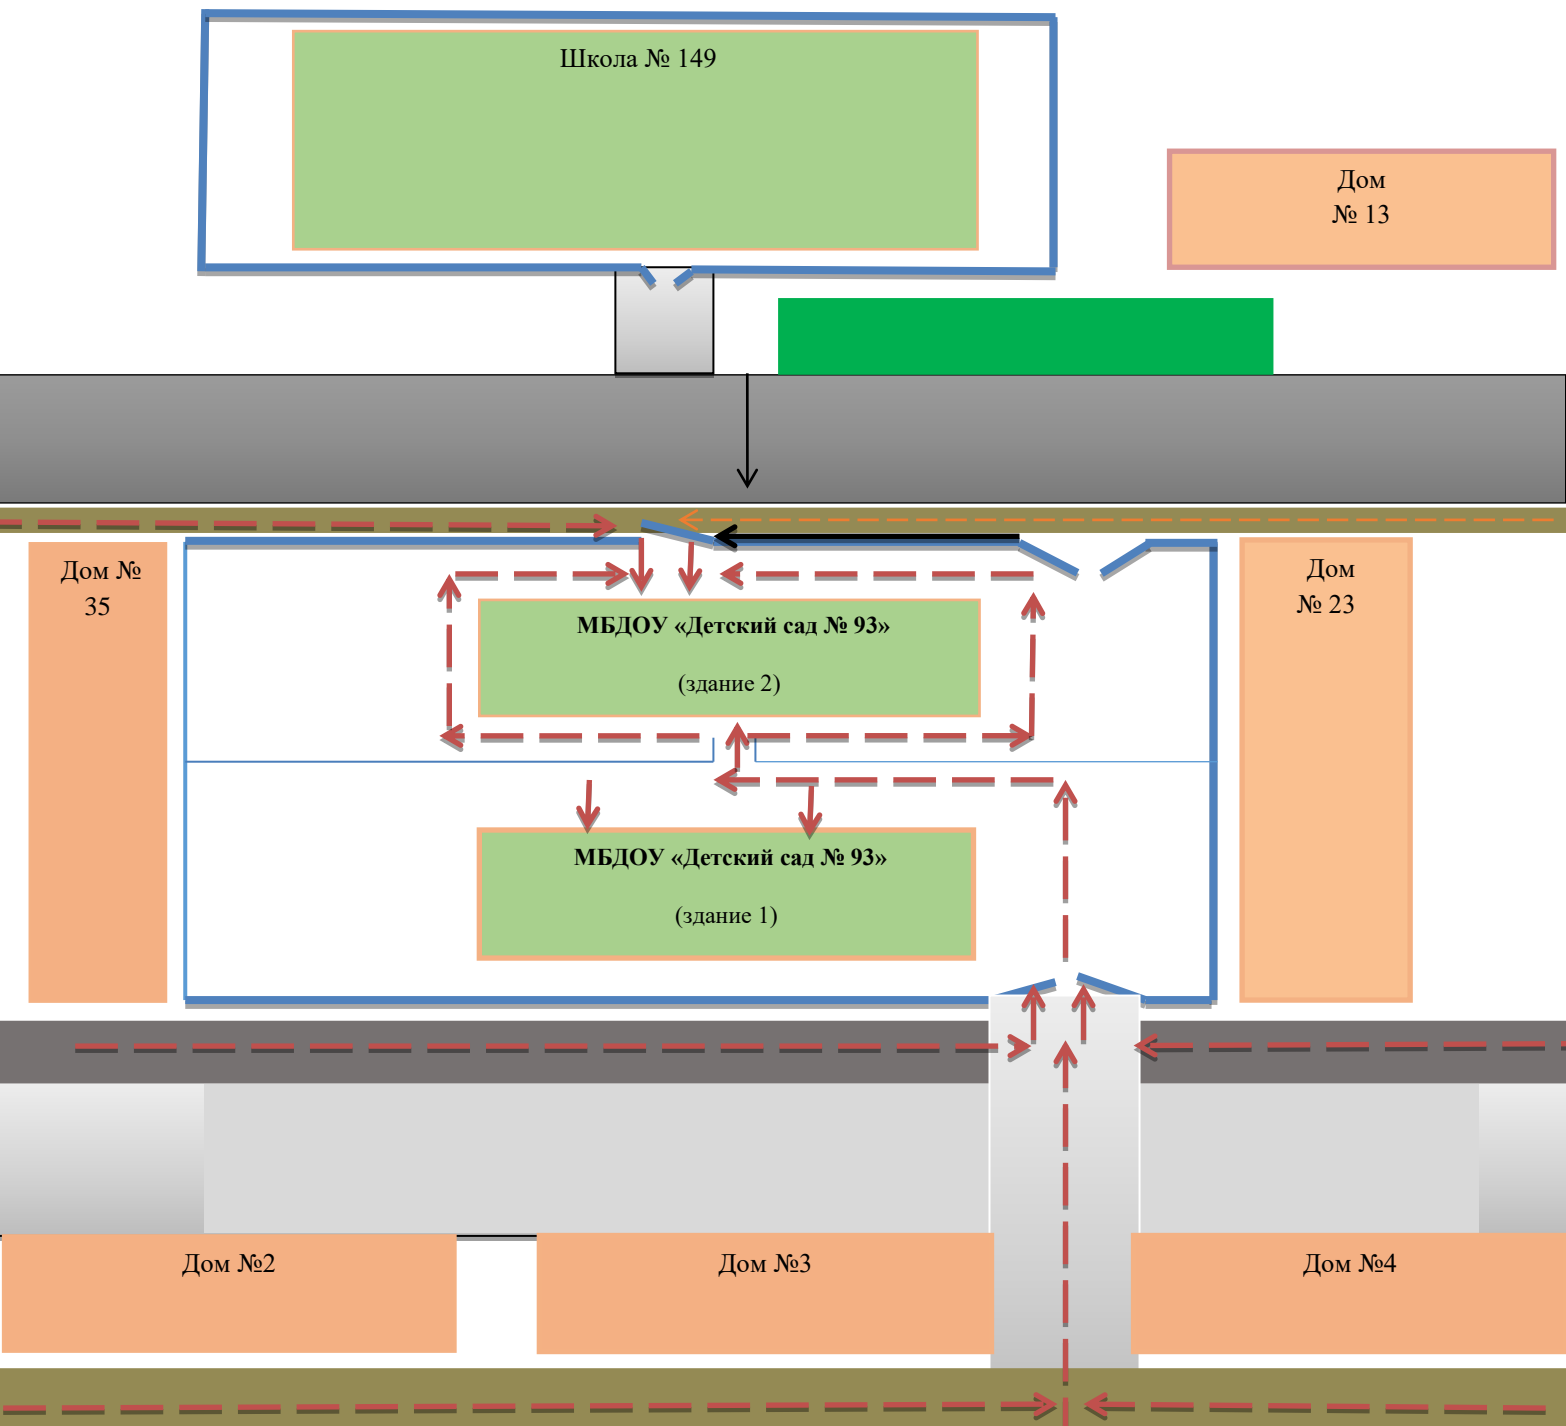 Школа № 149
Дом
№ 13
Дом №
35
МБДОУ «Детский сад № 93»
(здание 2)
Дом
№ 23
МБДОУ «Детский сад № 93»
(здание 1)
Дом №2
Дом №3
Дом №4